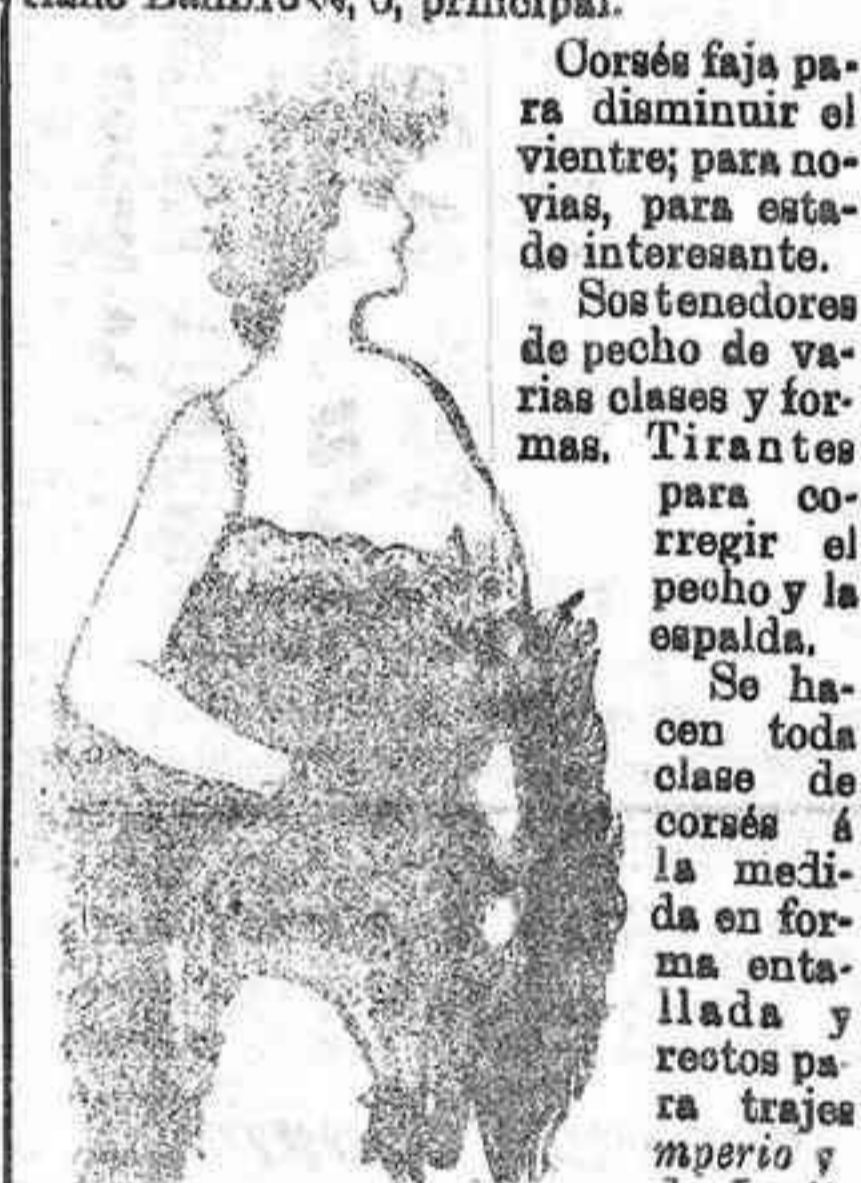 principal.
Corsés faja pa-
ra disminuir el
vientre; para no-
vias, para esta-
de interesante.
Sostenedores
de pecho de va-
rias clases y for-
mas. Tirantes
para co-
rregir el
pecho y la
espalda.
Se ha-
cen toda
clase de
corsés á
la medi-
da en for-
ma enta-
llada y
rectos pa-
ra trajes
mperio y